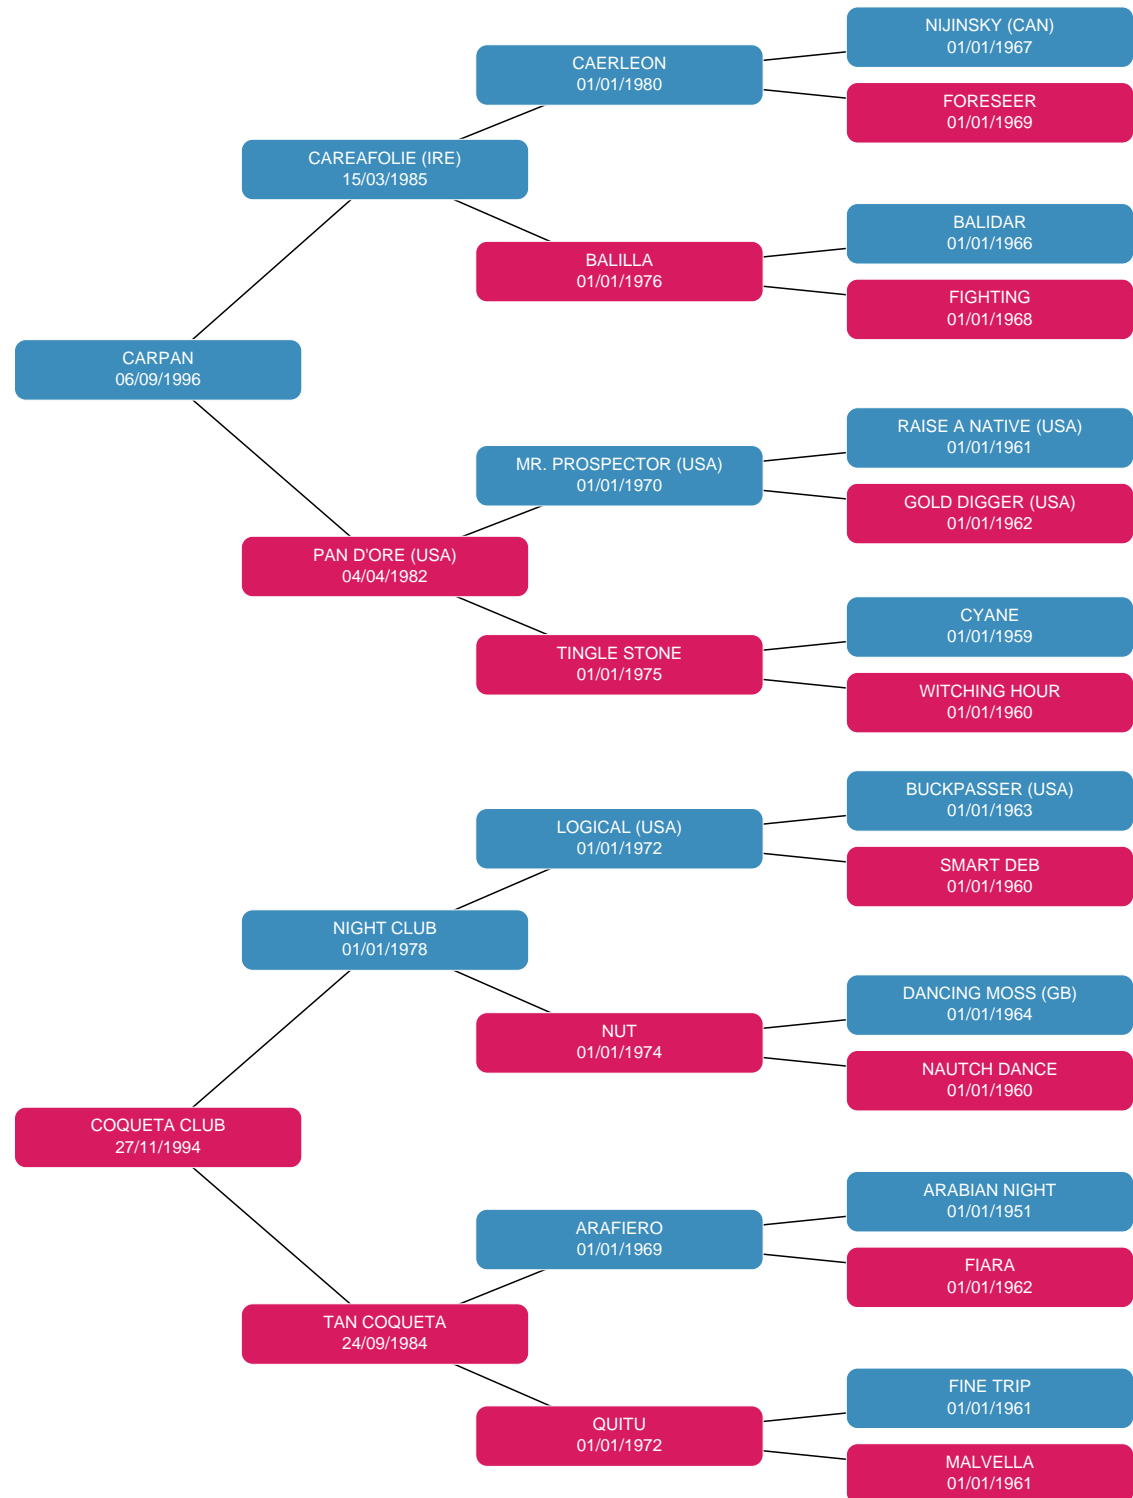 NIJINSKY (CAN)
01/01/1967
CAERLEON
01/01/1980
FORESEER
01/01/1969
CAREAFOLIE (IRE)
15/03/1985
BALIDAR
01/01/1966
BALILLA
01/01/1976
FIGHTING
01/01/1968
CARPAN
06/09/1996
RAISE A NATIVE (USA)
01/01/1961
MR. PROSPECTOR (USA)
01/01/1970
GOLD DIGGER (USA)
01/01/1962
PAN D'ORE (USA)
04/04/1982
CYANE
01/01/1959
TINGLE STONE
01/01/1975
WITCHING HOUR
01/01/1960
BUCKPASSER (USA)
01/01/1963
LOGICAL (USA)
01/01/1972
SMART DEB
01/01/1960
NIGHT CLUB
01/01/1978
DANCING MOSS (GB)
01/01/1964
NUT
01/01/1974
NAUTCH DANCE
01/01/1960
COQUETA CLUB
27/11/1994
ARABIAN NIGHT
01/01/1951
ARAFIERO
01/01/1969
FIARA
01/01/1962
TAN COQUETA
24/09/1984
FINE TRIP
01/01/1961
QUITU
01/01/1972
MALVELLA
01/01/1961